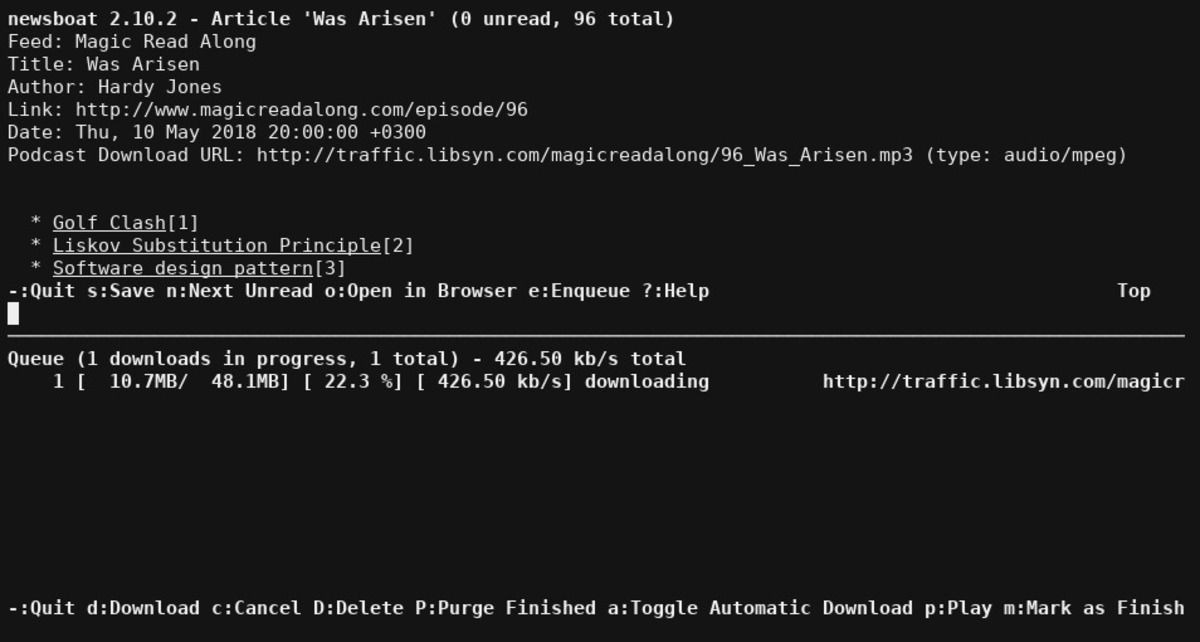 newsboat 2.10.2 - Article 'Was Arisen' (0 unread, 96 total)
Feed: Magic Read Along
Title: Was Arisen
Author: Hardy Jones
Link: http://www.magicreadalong.com/episode/96
Date: Thu, 10 May 2018 20:00:00 +0300
Podcast Download URL: http://traffic.libsyn.com/magicreadalong/96_Was_Arisen.mp3 (type: audio/mpeg)
* Golf Clash[1]
* Liskov Substitution Principle[2]
* Software design pattern[3]
-:Quit s:Save n:Next Unread o:Open in Browser e:Enqueue ?:Help Top
Queue (1 downloads in progress, 1 total) - 426.50 kb/s total
1 [ 10.7MB/ 48.1MB] [ 22.3 %] [ 426.50 kb/s] downloading http://traffic.libsyn.com/magicr
-:Quit d:Download c:Cancel D:Delete P:Purge Finished a:Toggle Automatic Download p:Play m:Mark as Finish